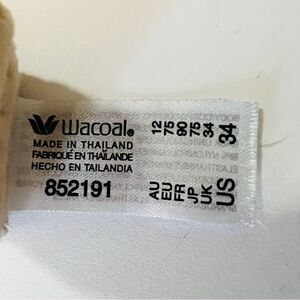 Wacoal®
MADE IN THAILAND
FABRIQUÉ EN THAÏLANDE
HECHO EN TAILANDIA
852191
AU 12
EU 75
FR 90
JP 75
UK 34
US 34